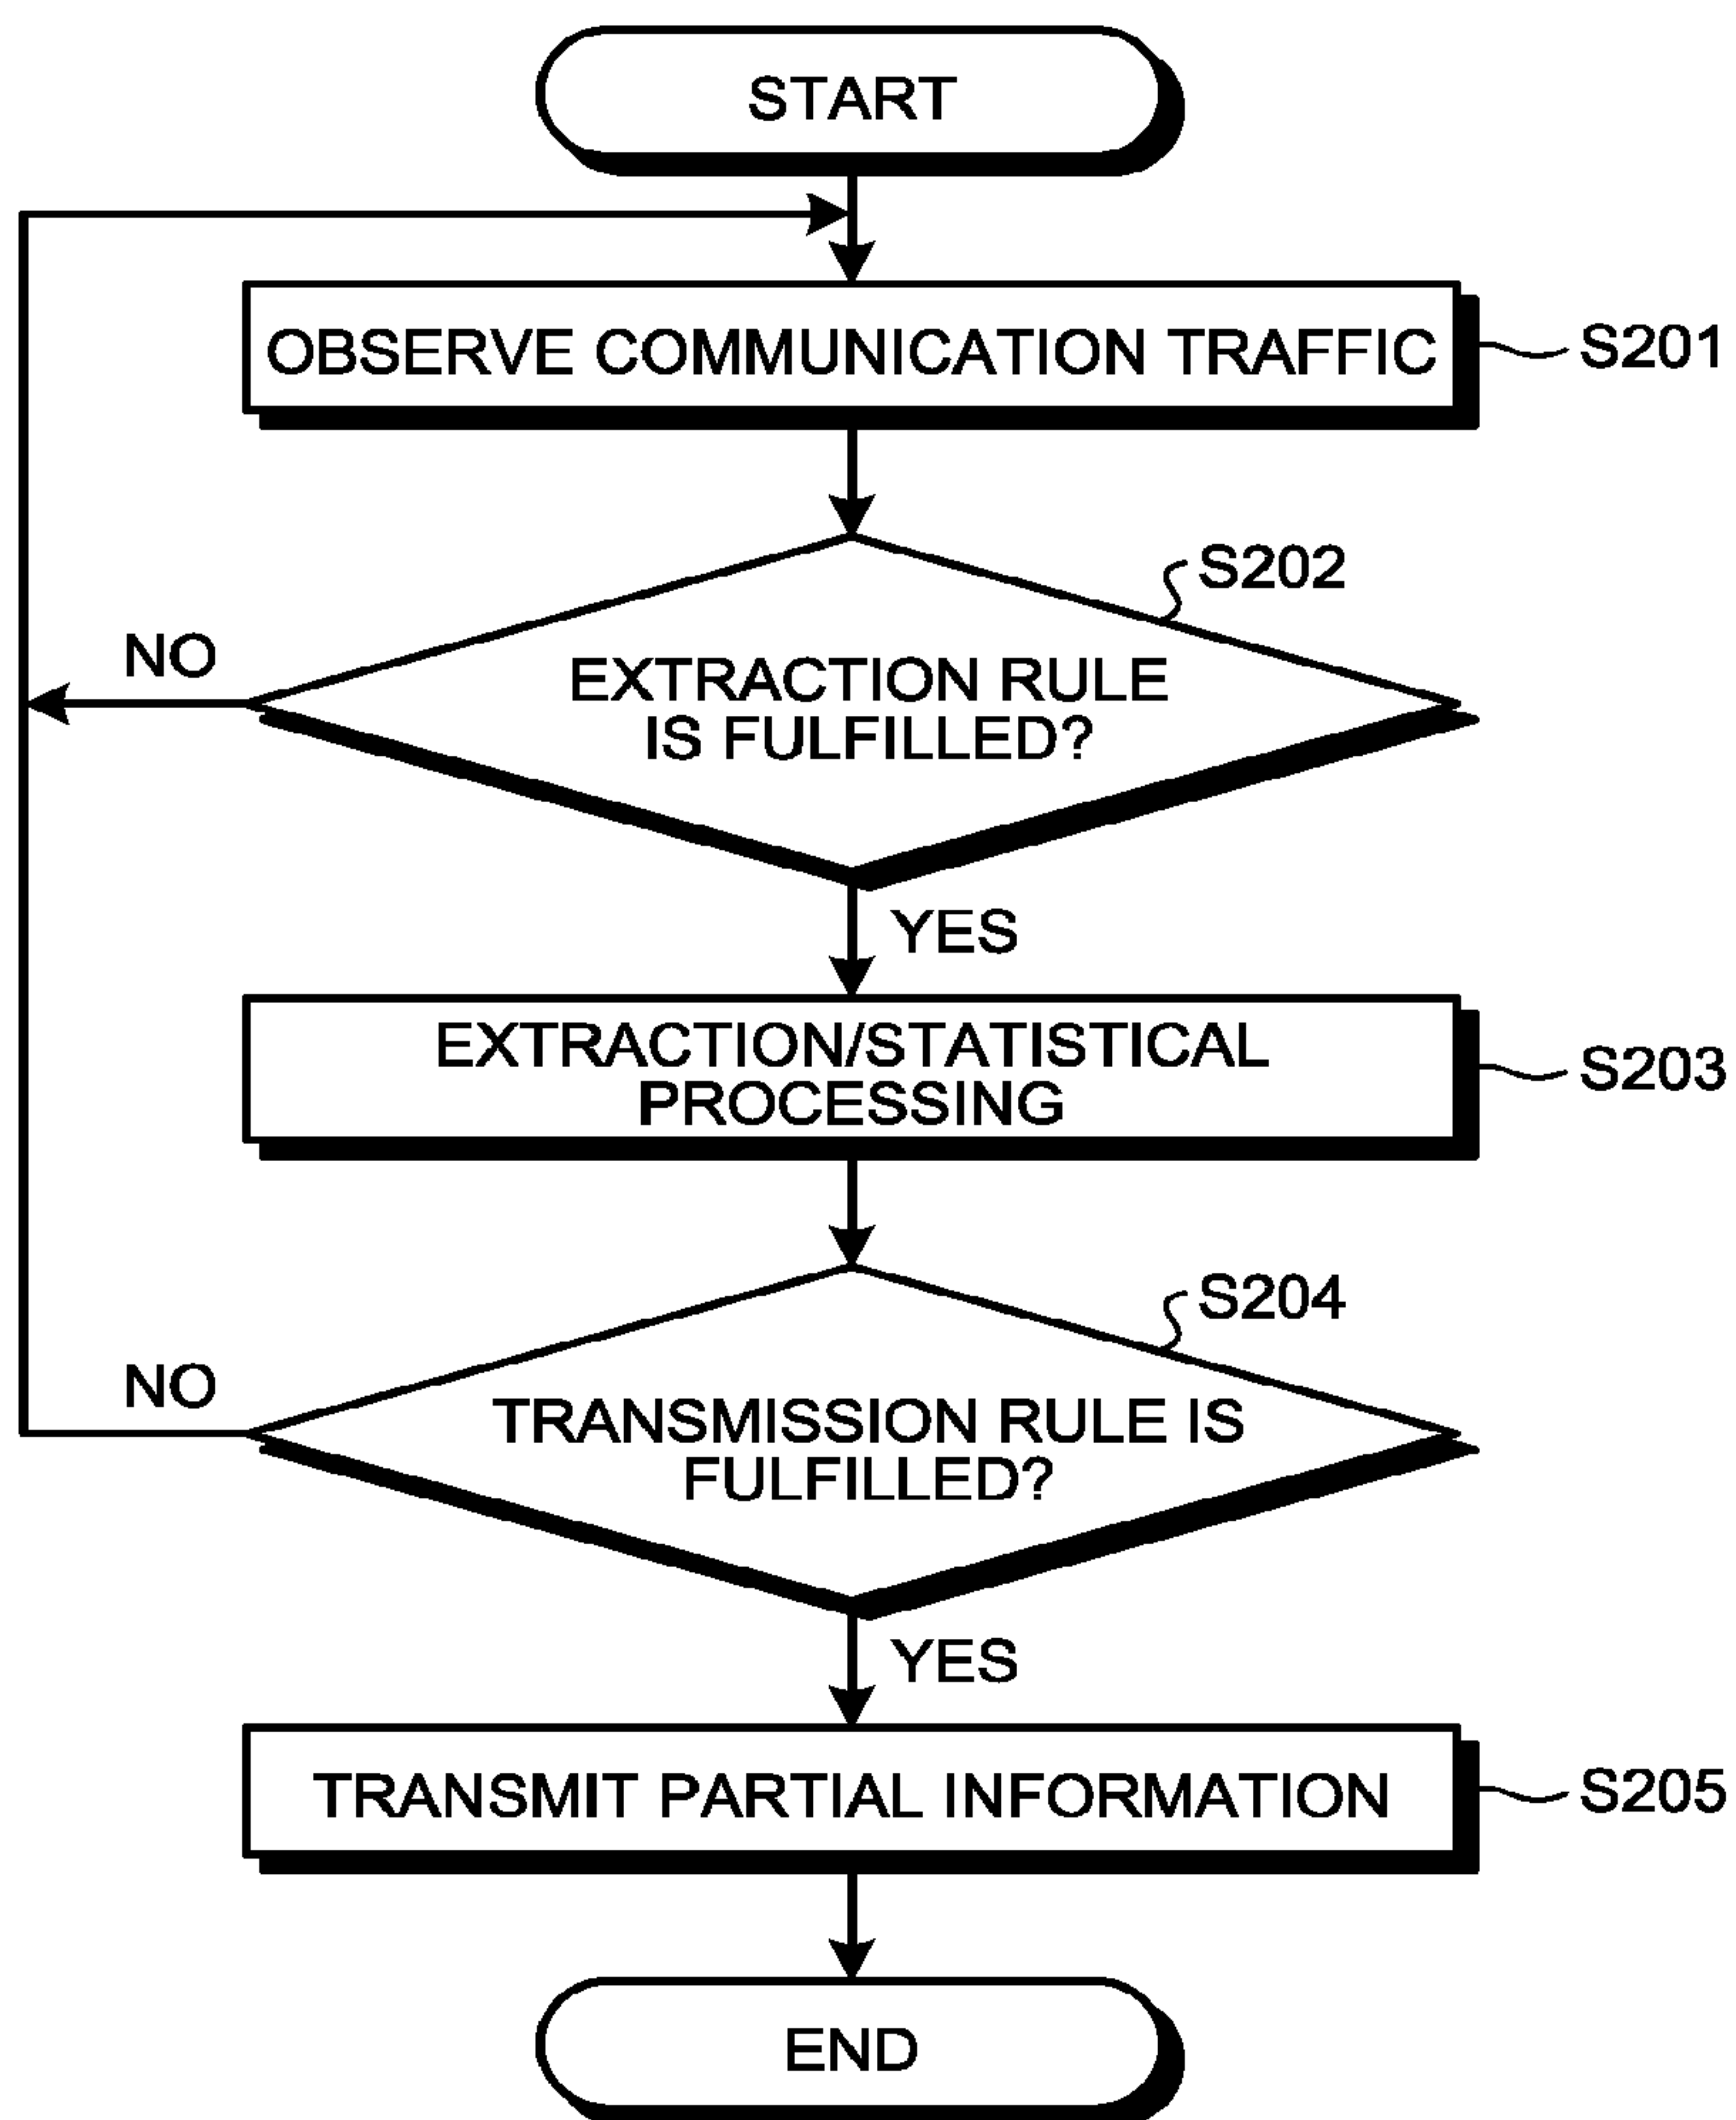 START
OBSERVE COMMUNICATION TRAFFIC
S201
S202
NO
EXTRACTION RULE
IS FULFILLED?
YES
EXTRACTION/STATISTICAL
PROCESSING
S203
S204
NO
TRANSMISSION RULE IS
FULFILLED?
YES
TRANSMIT PARTIAL INFORMATION
S205
END